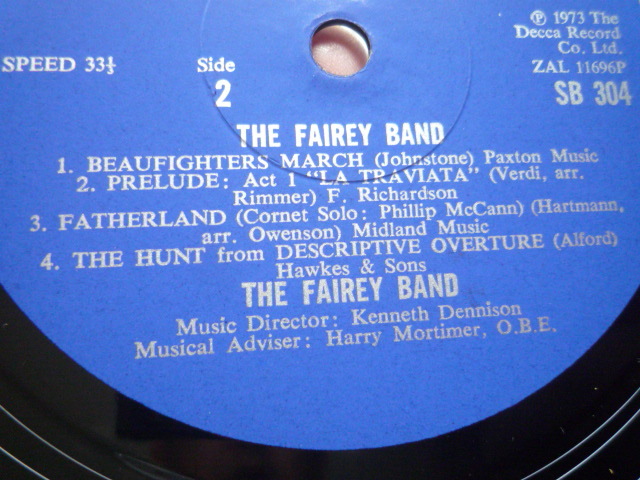 ℗ 1973 The
Decca Record
Co. Ltd.
SPEED 33⅓
Side
ZAL 11696P
2
SB 304
THE FAIREY BAND
1. BEAUFIGHTERS MARCH (Johnstone) Paxton Music
2. PRELUDE: Act 1 "LA TRAVIATA" (Verdi, arr.
Rimmer) F. Richardson
3. FATHERLAND (Cornet Solo: Phillip McCann) (Hartmann,
arr. Owenson) Midland Music
4. THE HUNT from DESCRIPTIVE OVERTURE (Alford)
Hawkes & Sons
THE FAIREY BAND
Music Director: Kenneth Dennison
Musical Adviser: Harry Mortimer, O.B.E.